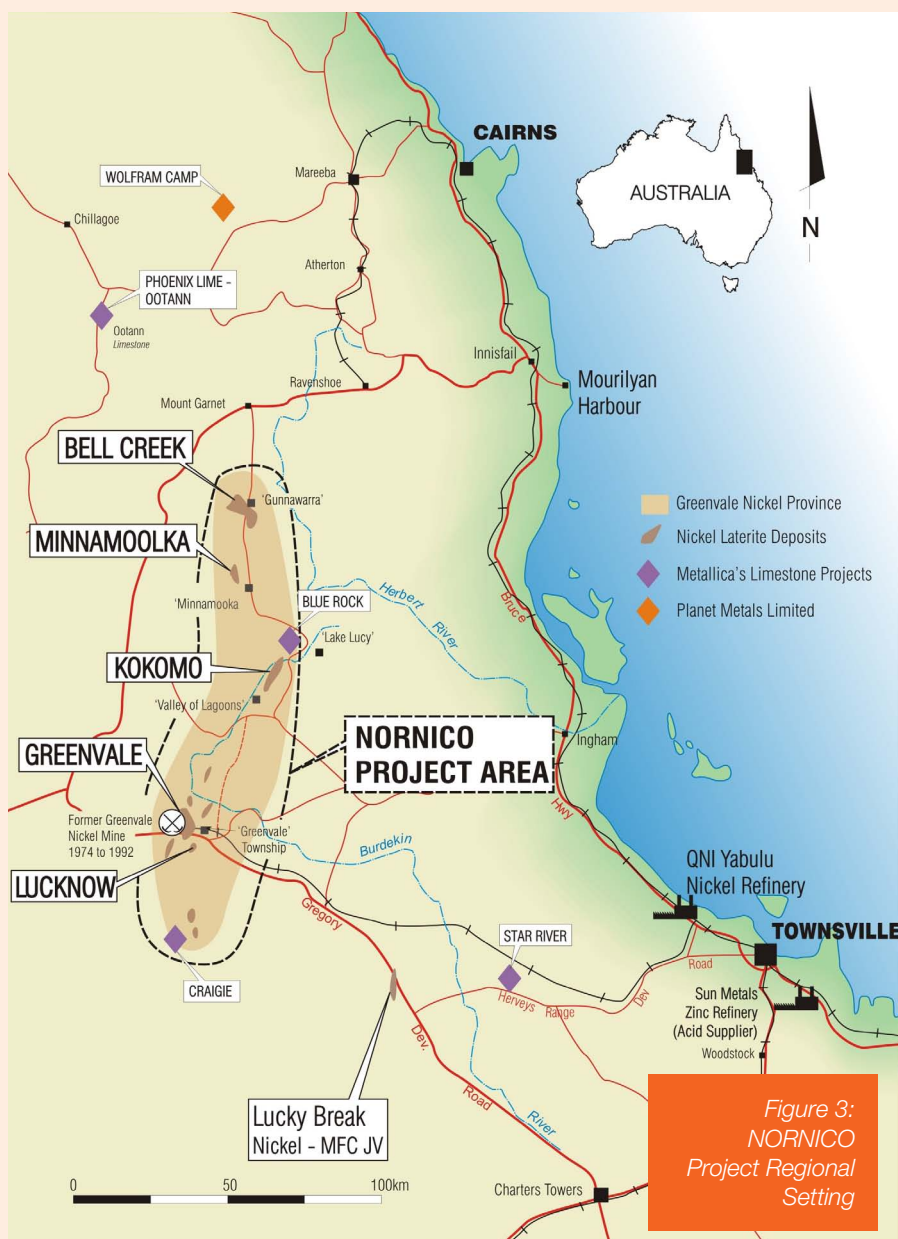 CAIRNS
WOLFRAM CAMP
Mareeba
AUSTRALIA
Chillagoe
N
Atherton
PHOENIX LIME -
OOTANN
Ootann
Limestone
Innisfail
Ravenshoe
Mourilyan
Harbour
Mount Garnet
BELL CREEK
'Gunnawarra'
Greenvale Nickel Province
Nickel Laterite Deposits
Metallica's Limestone Projects
Planet Metals Limited
MINNAMOOLKA
'Minnamooka
BLUE ROCK
Herbert
River
Bruce
'Lake Lucy'
KOKOMO
'Valley of Lagoons'
NORNICO
PROJECT AREA
Ingham
GREENVALE
Hwy
Former Greenvale
Nickel Mine
1974 to 1992
'Greenvale'
Township
Burdekin
LUCKNOW
QNI Yabulu
Nickel Refinery
Gregory
TOWNSVILLE
STAR RIVER
CRAIGIE
Herveys
Range
Dev
Road
Sun Metals
Zinc Refinery
(Acid Supplier)
Woodstock
Dev.
Road
River
Lucky Break
Nickel - MFC JV
Charters Towers
0
50
100km
Figure 3:
NORNICO
Project Regional
Setting